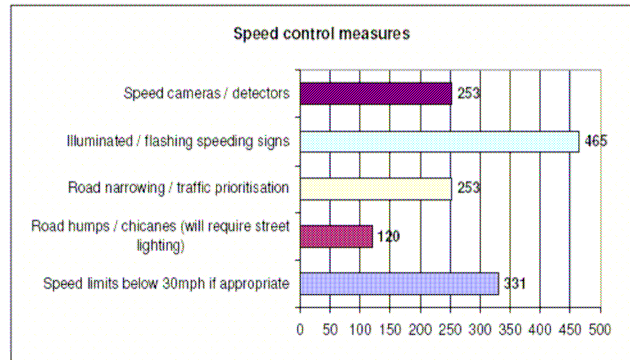 Speed control measures
Speed cameras / detectors
253
Illuminated / flashing speeding signs
465
Road narrowing / traffic prioritisation
253
Road humps / chicanes (will require street
lighting)
120
Speed limits below 30mph if appropriate
331
0 50 100 150 200 250 300 350 400 450 500